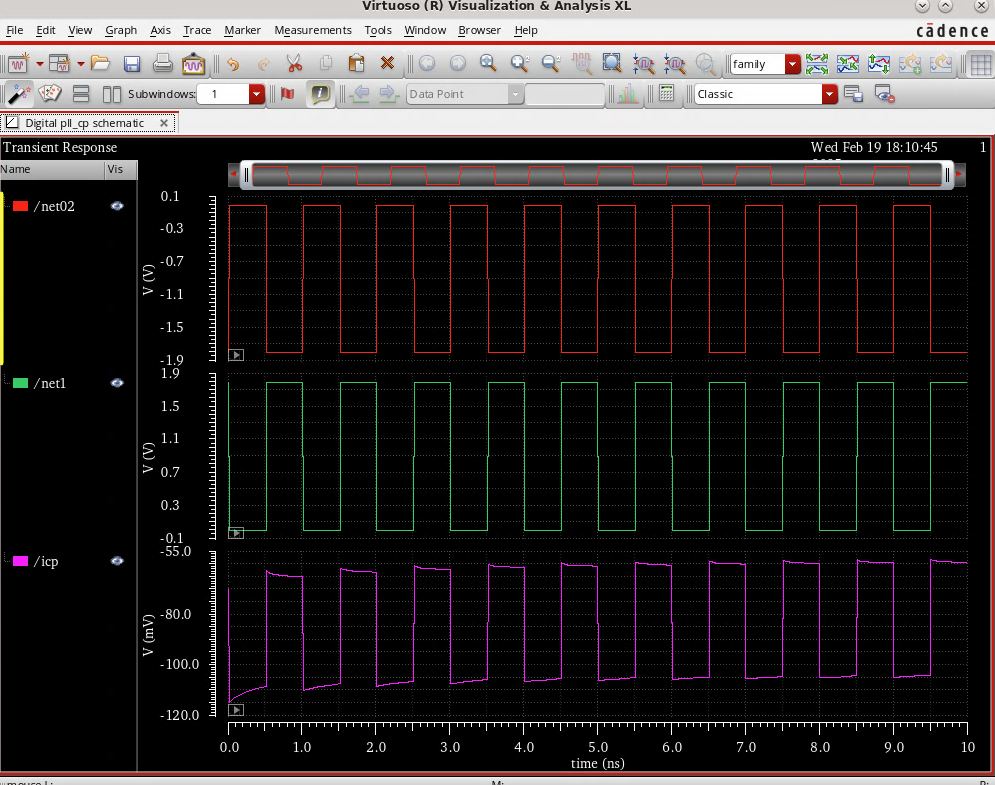 Virtuoso (R) Visualization & Analysis XL
File Edit View Graph Axis Trace Marker Measurements Tools Window Browser Help
cādence
family
Subwindows: 1
Data Point
Classic
Digital pll_cp schematic
Transient Response
Wed Feb 19 18:10:45
1
Name Vis
/net02
0.1
-0.3
-0.7
-1.1
-1.5
-1.9
V (V)
/net1
1.9
1.5
1.1
0.7
0.3
-0.1
V (V)
/icp
-55.0
-80.0
-100.0
-120.0
V (mV)
0.0 1.0 2.0 3.0 4.0 5.0 6.0 7.0 8.0 9.0 10
time (ns)